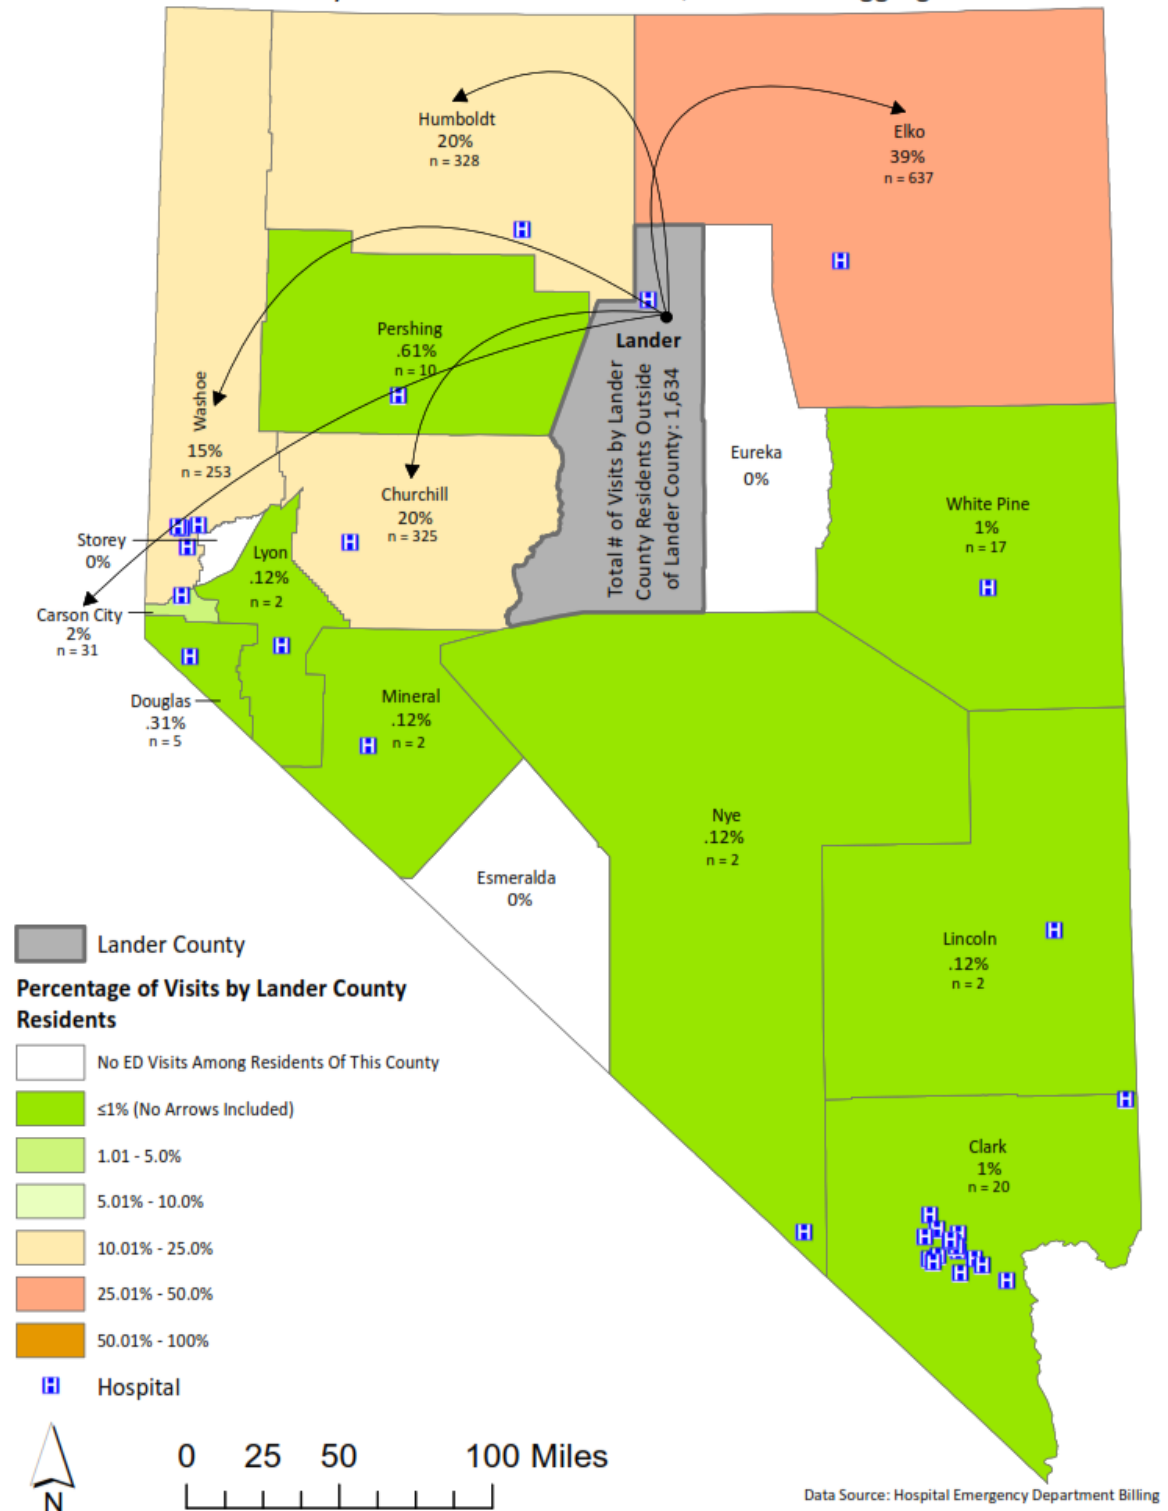 Humboldt
20%
n = 328
Elko
39%
n = 637
Pershing
.61%
n = 10
Lander
Total # of Visits by Lander
County Residents Outside
of Lander County: 1,634
Washoe
15%
n = 253
Eureka
0%
Churchill
20%
n = 325
White Pine
1%
n = 17
Storey
0%
Lyon
.12%
n = 2
Carson City
2%
n = 31
Douglas
.31%
n = 5
Mineral
.12%
n = 2
Nye
.12%
n = 2
Esmeralda
0%
Lincoln
.12%
n = 2
Clark
1%
n = 20
Lander County
Percentage of Visits by Lander County
Residents
No ED Visits Among Residents Of This County
≤1% (No Arrows Included)
1.01 - 5.0%
5.01% - 10.0%
10.01% - 25.0%
25.01% - 50.0%
50.01% - 100%
H Hospital
N
0 25 50 100 Miles
Data Source: Hospital Emergency Department Billing